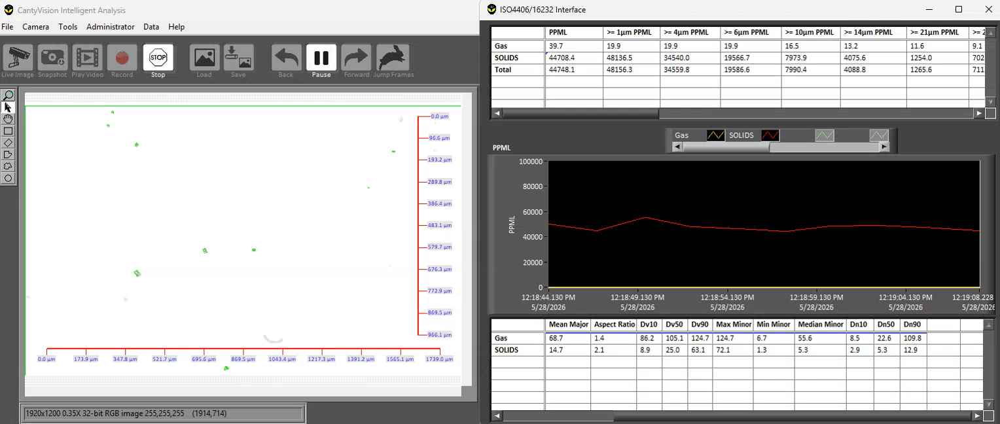 CantyVision Intelligent Analysis
File Camera Tools Administrator Data Help
Live Image Snapshot Play Video Record Stop Load Save Back Pause Forward Jump Frames
STOP
0.0 µm
96.6 µm
193.2 µm
289.8 µm
386.4 µm
483.1 µm
579.7 µm
676.3 µm
772.9 µm
869.5 µm
966.1 µm
0.0 µm 173.9 µm 347.8 µm 521.7 µm 695.6 µm 869.5 µm 1043.4 µm 1217.3 µm 1391.2 µm 1565.1 µm 1739.0 µm
1920x1200 0.35X 32-bit RGB image 255,255,255 (1914,714)
ISO4406/16232 Interface
PPML >= 1µm PPML >= 4µm PPML >= 6µm PPML >= 10µm PPML >= 14µm PPML >= 21µm PPML >= 2
Gas 39.7 19.9 19.9 19.9 16.5 13.2 11.6 9.1
SOLIDS 44708.4 48136.5 34540.0 19566.7 7973.9 4075.6 1254.0 702
Total 44748.1 48156.3 34559.8 19586.6 7990.4 4088.8 1265.6 711
Gas SOLIDS
PPML
100000
80000
60000
40000
20000
0
PPML
12:18:44.130 PM 12:18:49.130 PM 12:18:54.130 PM 12:18:59.130 PM 12:19:04.130 PM 12:19:08.228
5/28/2026 5/28/2026 5/28/2026 5/28/2026 5/28/2026 5/28/2026
Mean Major Aspect Ratio Dv10 Dv50 Dv90 Max Minor Min Minor Median Minor Dn10 Dn50 Dn90
Gas 68.7 1.4 86.2 105.1 124.7 124.7 6.7 55.6 8.5 22.6 109.8
SOLIDS 14.7 2.1 8.9 25.0 63.1 72.1 1.3 5.3 2.9 5.3 12.9